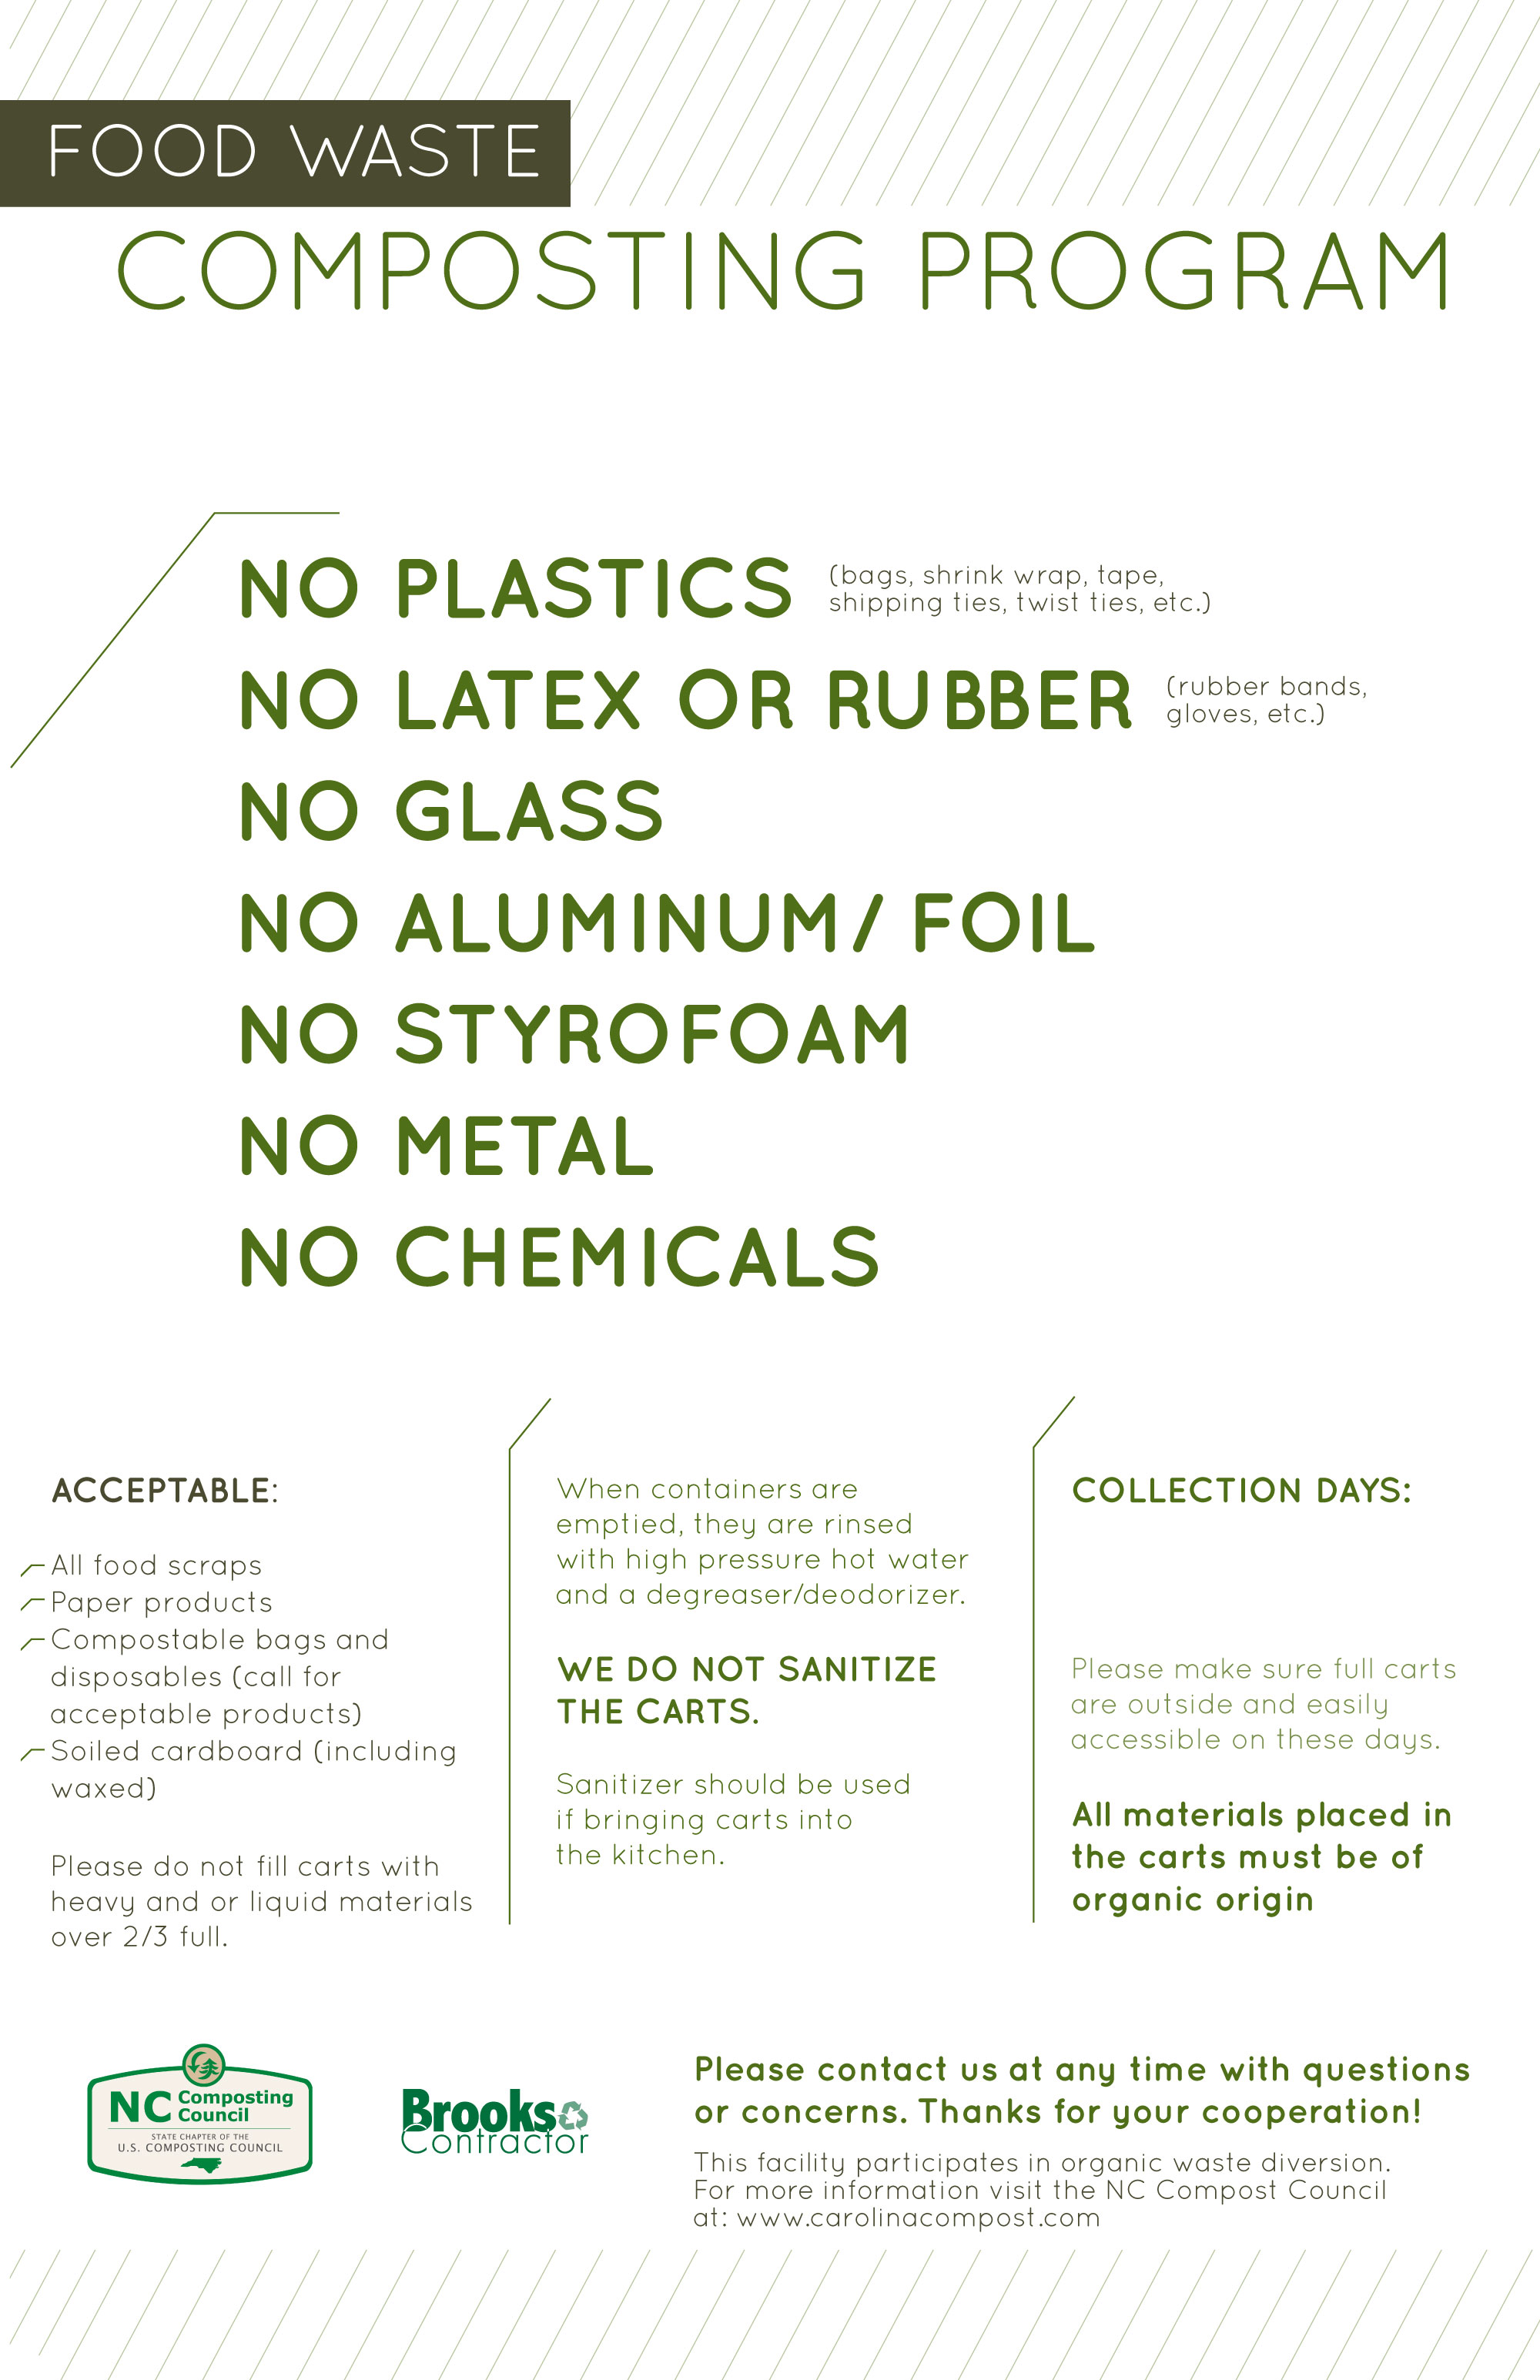 FOOD WASTE
COMPOSTING PROGRAM
NO PLASTICS (bags, shrink wrap, tape,
shipping ties, twist ties, etc.)
NO LATEX OR RUBBER (rubber bands,
gloves, etc.)
NO GLASS
NO ALUMINUM/ FOIL
NO STYROFOAM
NO METAL
NO CHEMICALS
ACCEPTABLE:
All food scraps
Paper products
Compostable bags and
disposables (call for
acceptable products)
Soiled cardboard (including
waxed)
Please do not fill carts with
heavy and or liquid materials
over 2/3 full.
When containers are
emptied, they are rinsed
with high pressure hot water
and a degreaser/deodorizer.
WE DO NOT SANITIZE
THE CARTS.
Sanitizer should be used
if bringing carts into
the kitchen.
COLLECTION DAYS:
Please make sure full carts
are outside and easily
accessible on these days.
All materials placed in
the carts must be of
organic origin
NC Composting
Council
STATE CHAPTER OF THE
U.S. COMPOSTING COUNCIL
Brooks
Contractor
Please contact us at any time with questions
or concerns. Thanks for your cooperation!
This facility participates in organic waste diversion.
For more information visit the NC Compost Council
at: www.carolinacompost.com